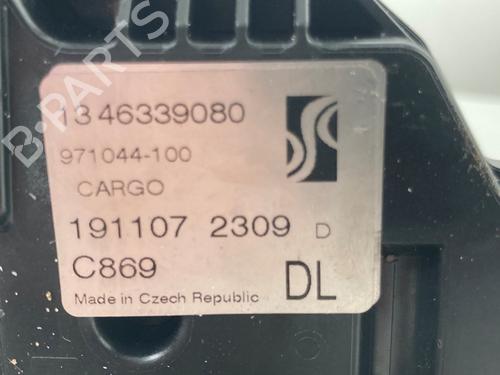 1346339080
971044-100
CARGO
191107 2309 D
C869
DL
Made in Czech Republic
B-PARTS